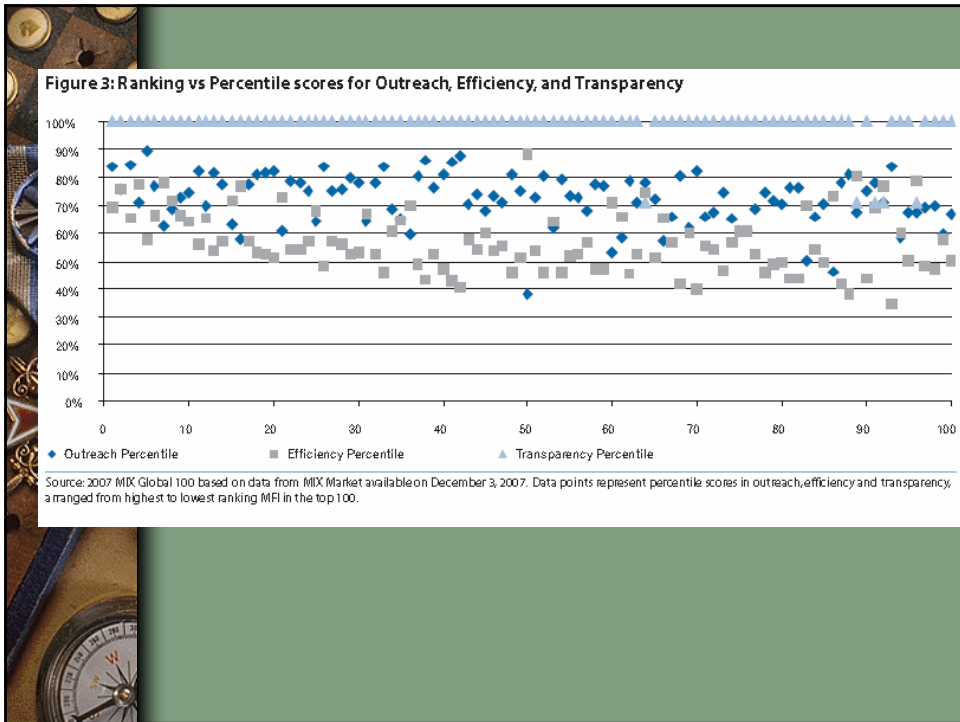 Figure 3: Ranking vs Percentile scores for Outreach, Efficiency, and Transparency
100%
90%
80%
70%
60%
50%
40%
30%
20%
10%
0%
0 10 20 30 40 50 60 70 80 90 100
Outreach Percentile Efficiency Percentile Transparency Percentile
Source: 2007 MIX Global 100 based on data from MIX Market available on December 3, 2007. Data points represent percentile scores in outreach, efficiency and transparency,
arranged from highest to lowest ranking MFI in the top 100.
W
SW